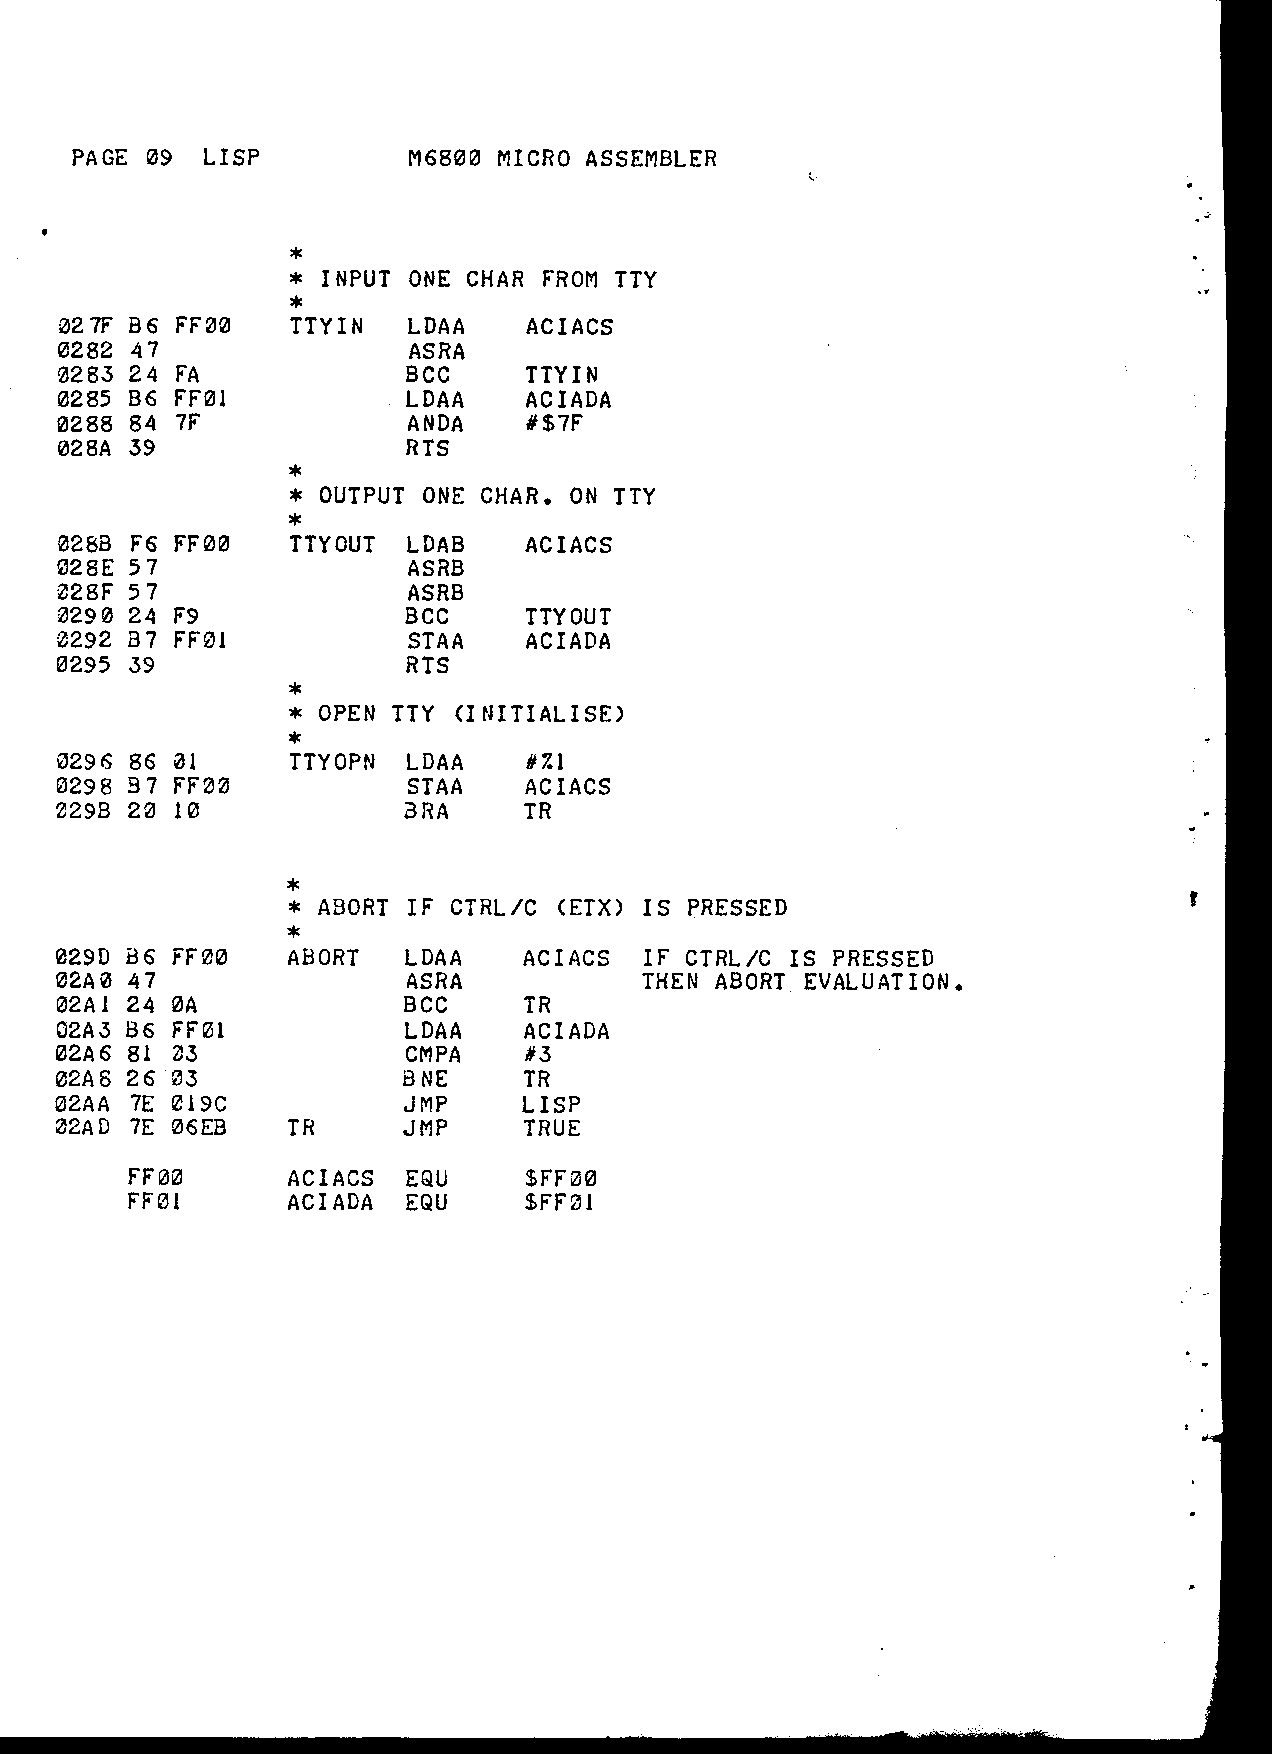 PAGE 09  LISP          M6800 MICRO ASSEMBLER
*
* INPUT ONE CHAR FROM TTY
*
027F B6 FF00    TTYIN   LDAA    ACIACS
0282 47                 ASRA
0283 24 FA              BCC     TTYIN
0285 B6 FF01            LDAA    ACIADA
0288 84 7F              ANDA    #$7F
028A 39                 RTS
*
* OUTPUT ONE CHAR. ON TTY
*
028B F6 FF00    TTYOUT  LDAB    ACIACS
028E 57                 ASRB
028F 57                 ASRB
0290 24 F9              BCC     TTYOUT
0292 B7 FF01            STAA    ACIADA
0295 39                 RTS
*
* OPEN TTY (INITIALISE)
*
0296 86 01      TTYOPN  LDAA    #%1
0298 B7 FF00            STAA    ACIACS
029B 20 10              BRA     TR
*
* ABORT IF CTRL/C (ETX) IS PRESSED
*
029D B6 FF00    ABORT   LDAA    ACIACS  IF CTRL/C IS PRESSED
02A0 47                 ASRA            THEN ABORT EVALUATION.
02A1 24 0A              BCC     TR
02A3 B6 FF01            LDAA    ACIADA
02A6 81 03              CMPA    #3
02A8 26 03              BNE     TR
02AA 7E 019C            JMP     LISP
02AD 7E 06EB    TR      JMP     TRUE
FF00       ACIACS  EQU     $FF00
FF01       ACIADA  EQU     $FF01